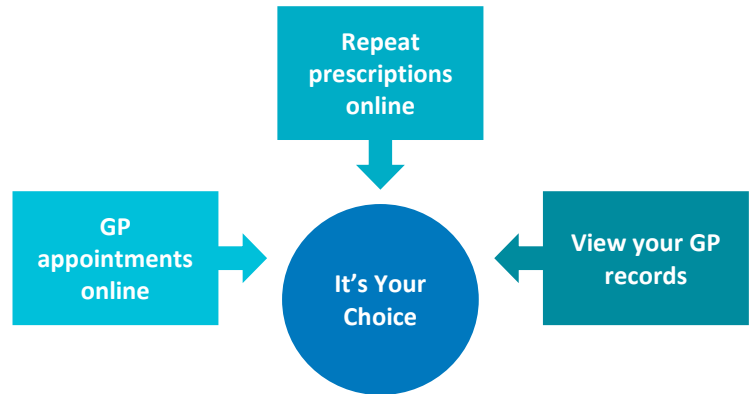 Repeat
prescriptions
online
GP
appointments
online
It’s Your
Choice
View your GP
records